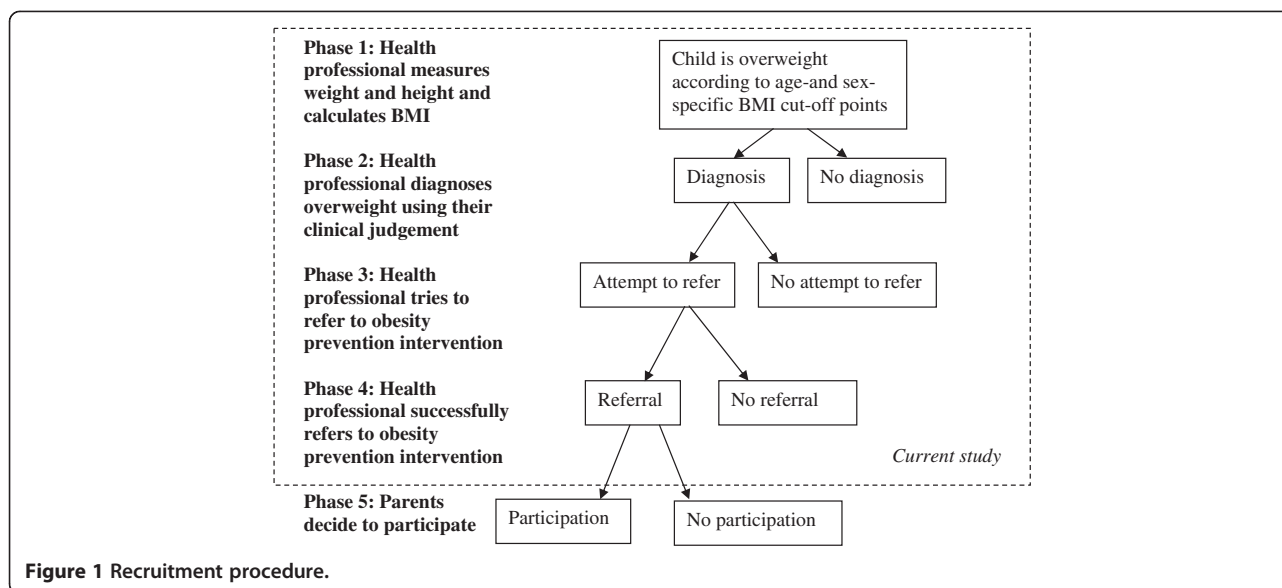 Phase 1: Health
professional measures
weight and height and
calculates BMI
Child is overweight
according to age-and sex-
specific BMI cut-off points
Phase 2: Health
professional diagnoses
overweight using their
clinical judgement
Diagnosis
No diagnosis
Phase 3: Health
professional tries to
refer to obesity
prevention intervention
Attempt to refer
No attempt to refer
Phase 4: Health
professional successfully
refers to obesity
prevention intervention
Referral
No referral
Current study
Phase 5: Parents
decide to participate
Participation
No participation
Figure 1 Recruitment procedure.